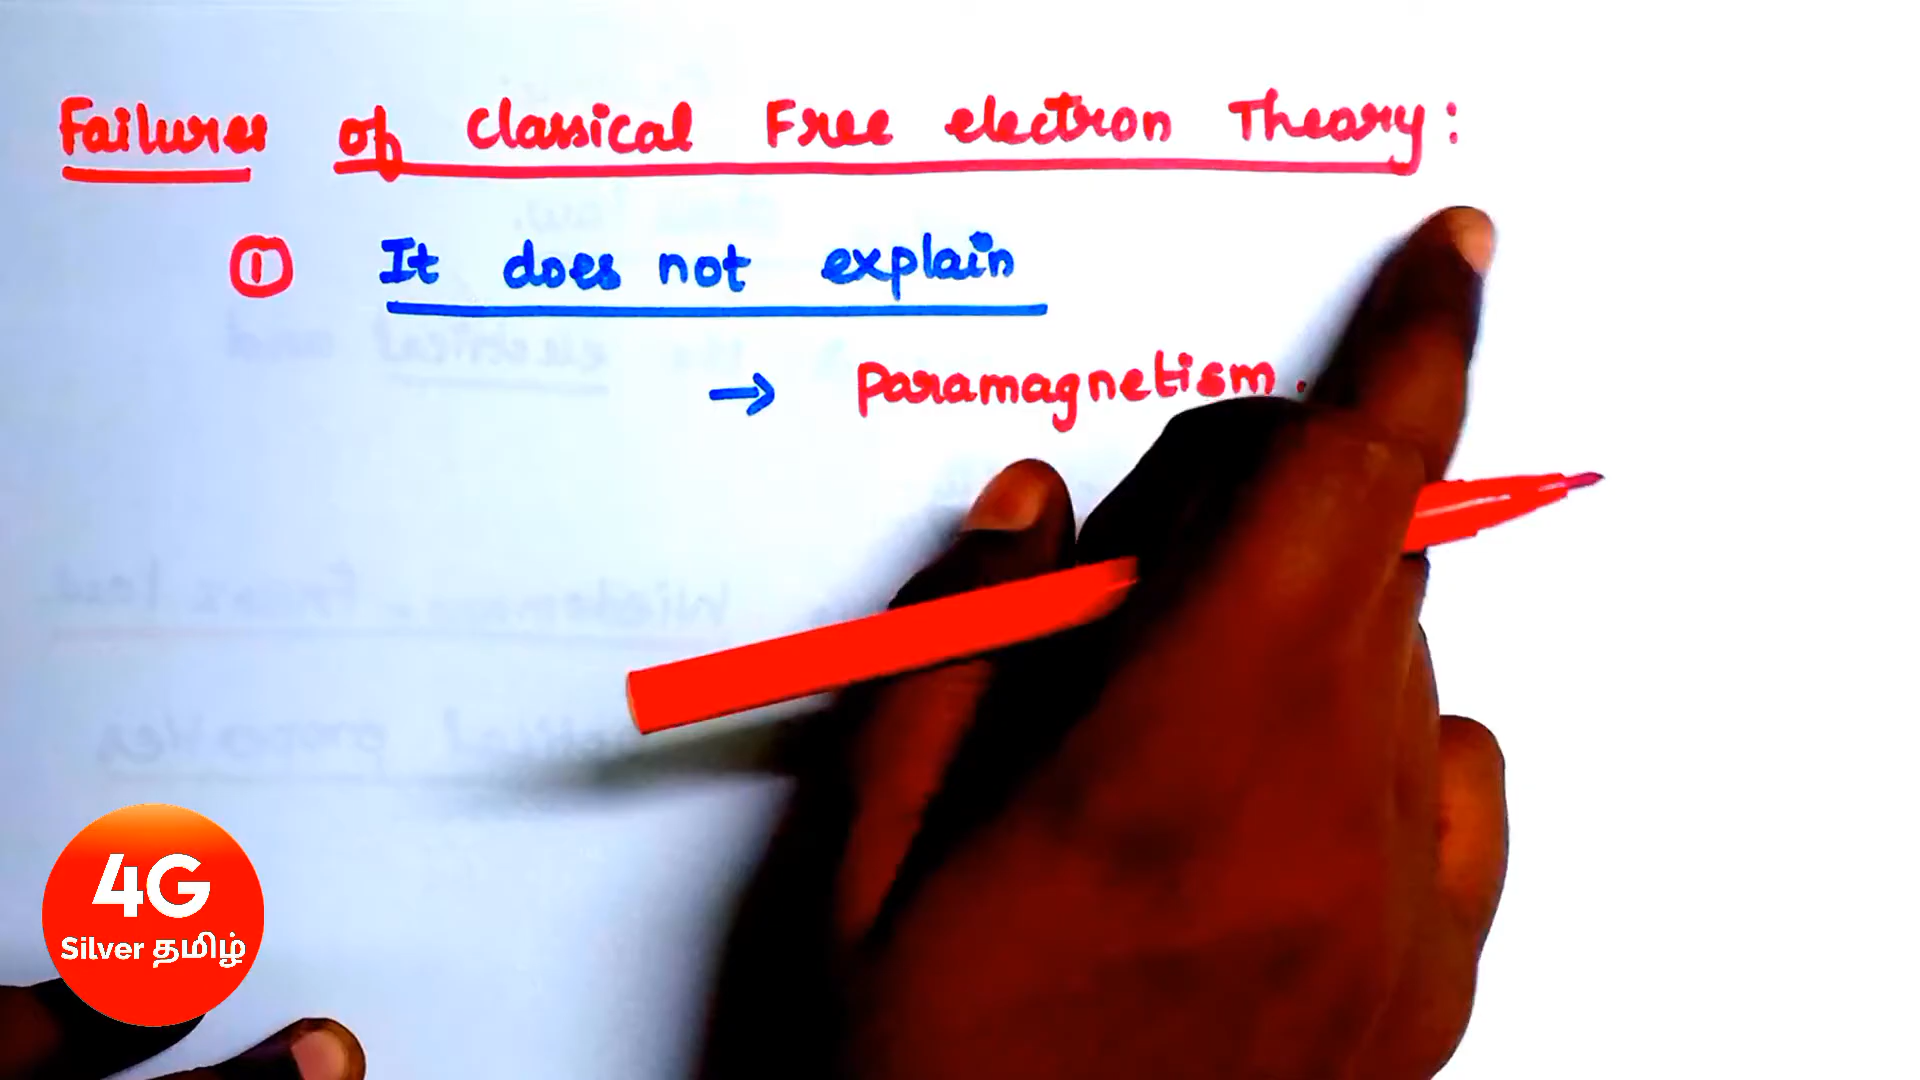 Failures of classical Free electron Theory:
① It does not explain
→ Paramagnetism.
4G
Silver தமிழ்